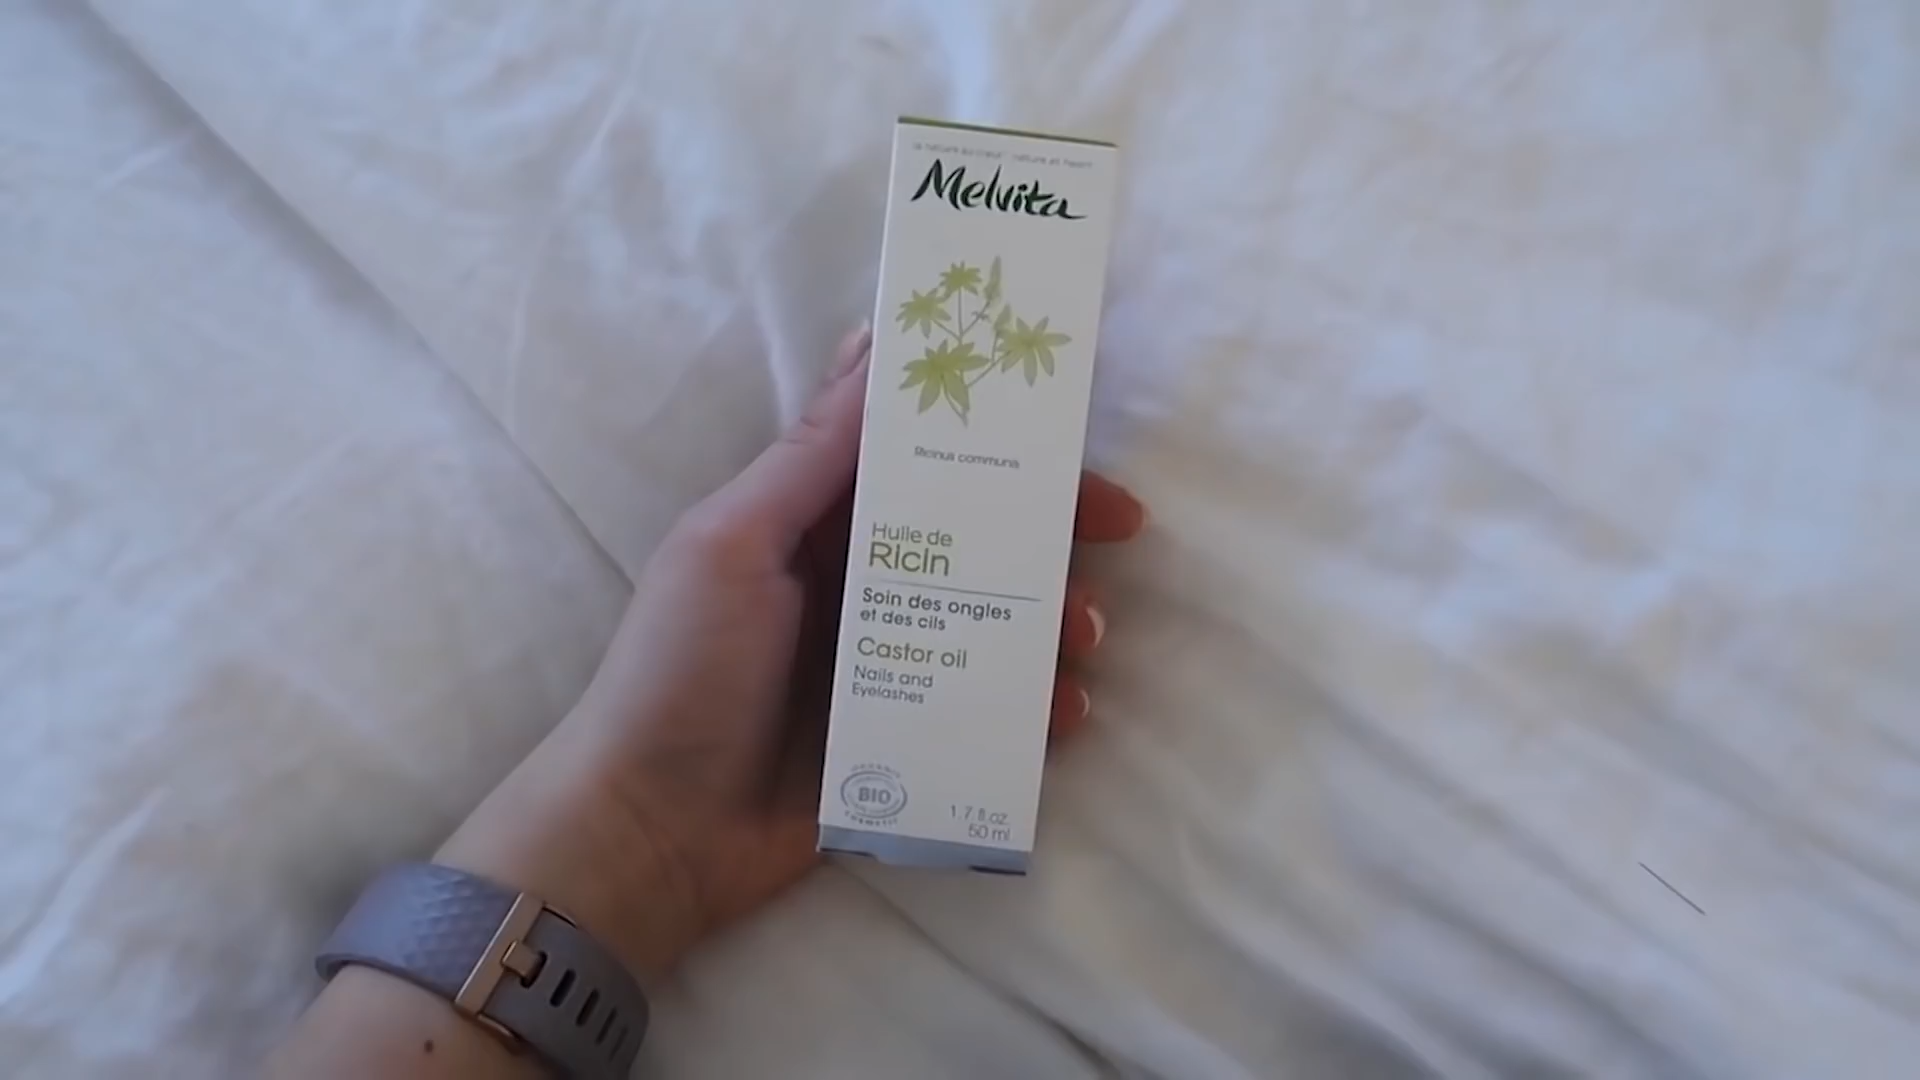 Melvita
Ricinus communis
Huile de
Ricin
Soin des ongles
et des cils
Castor oil
Nails and
Eyelashes
BIO
COSMETIC
1.7 fl.oz.
50 ml